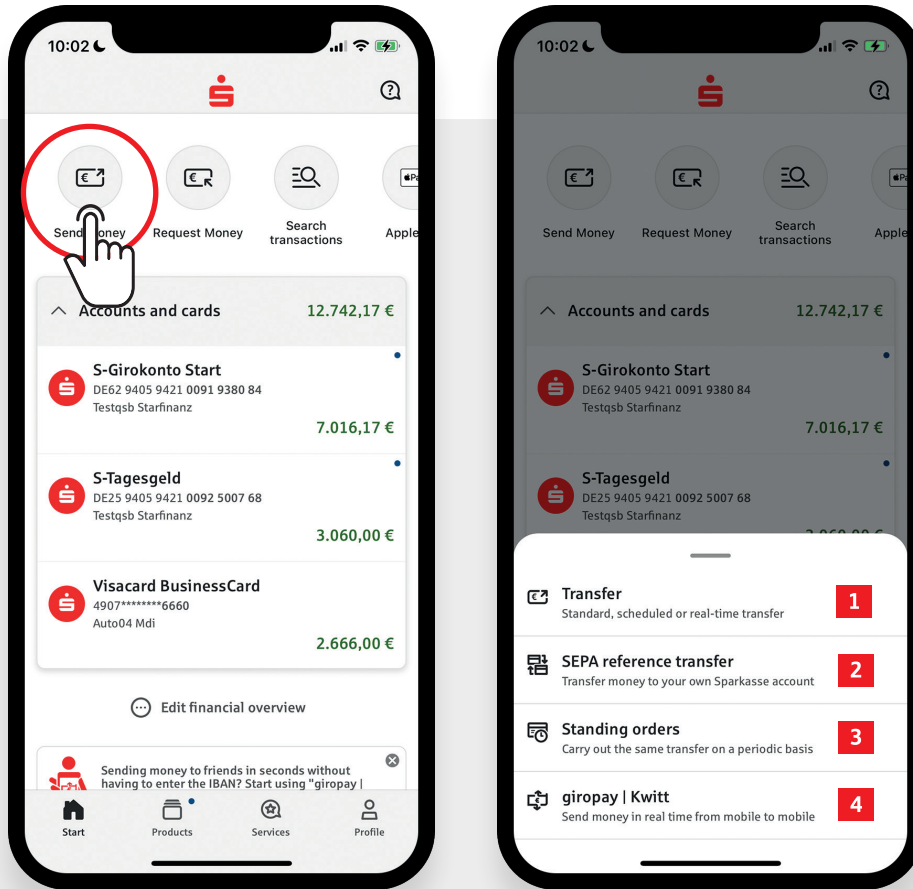 10:02
Send Money
Request Money
Search
transactions
Apple
Accounts and cards
12.742,17 €
S-Girokonto Start
DE62 9405 9421 0091 9380 84
Testqsb Starfinanz
7.016,17 €
S-Tagesgeld
DE25 9405 9421 0092 5007 68
Testqsb Starfinanz
3.060,00 €
Visacard BusinessCard
4907********6660
Auto04 Mdi
2.666,00 €
Edit financial overview
Sending money to friends in seconds without
having to enter the IBAN? Start using "giropay |
Start
Products
Services
Profile
10:02
Send Money
Request Money
Search
transactions
Apple
Accounts and cards
12.742,17 €
S-Girokonto Start
DE62 9405 9421 0091 9380 84
Testqsb Starfinanz
7.016,17 €
S-Tagesgeld
DE25 9405 9421 0092 5007 68
Testqsb Starfinanz
Transfer
Standard, scheduled or real-time transfer
1
SEPA reference transfer
Transfer money to your own Sparkasse account
2
Standing orders
Carry out the same transfer on a periodic basis
3
giropay | Kwitt
Send money in real time from mobile to mobile
4